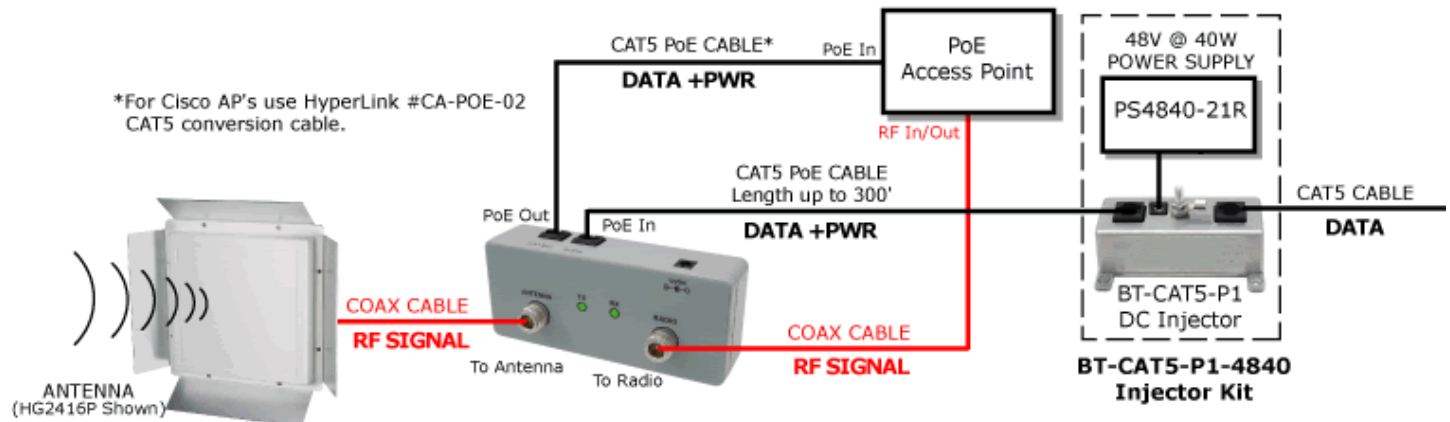 CAT5 PoE CABLE*
DATA +PWR
PoE In
PoE
Access Point
48V @ 40W
POWER SUPPLY
PS4840-21R
*For Cisco AP's use HyperLink #CA-POE-02
CAT5 conversion cable.
RF In/Out
CAT5 PoE CABLE
Length up to 300'
DATA +PWR
CAT5 CABLE
DATA
PoE Out
PoE In
ANTENNA
TX
RX
RADIO
COAX CABLE
RF SIGNAL
COAX CABLE
RF SIGNAL
To Antenna
To Radio
BT-CAT5-P1
DC Injector
BT-CAT5-P1-4840
Injector Kit
ANTENNA
(HG2416P Shown)